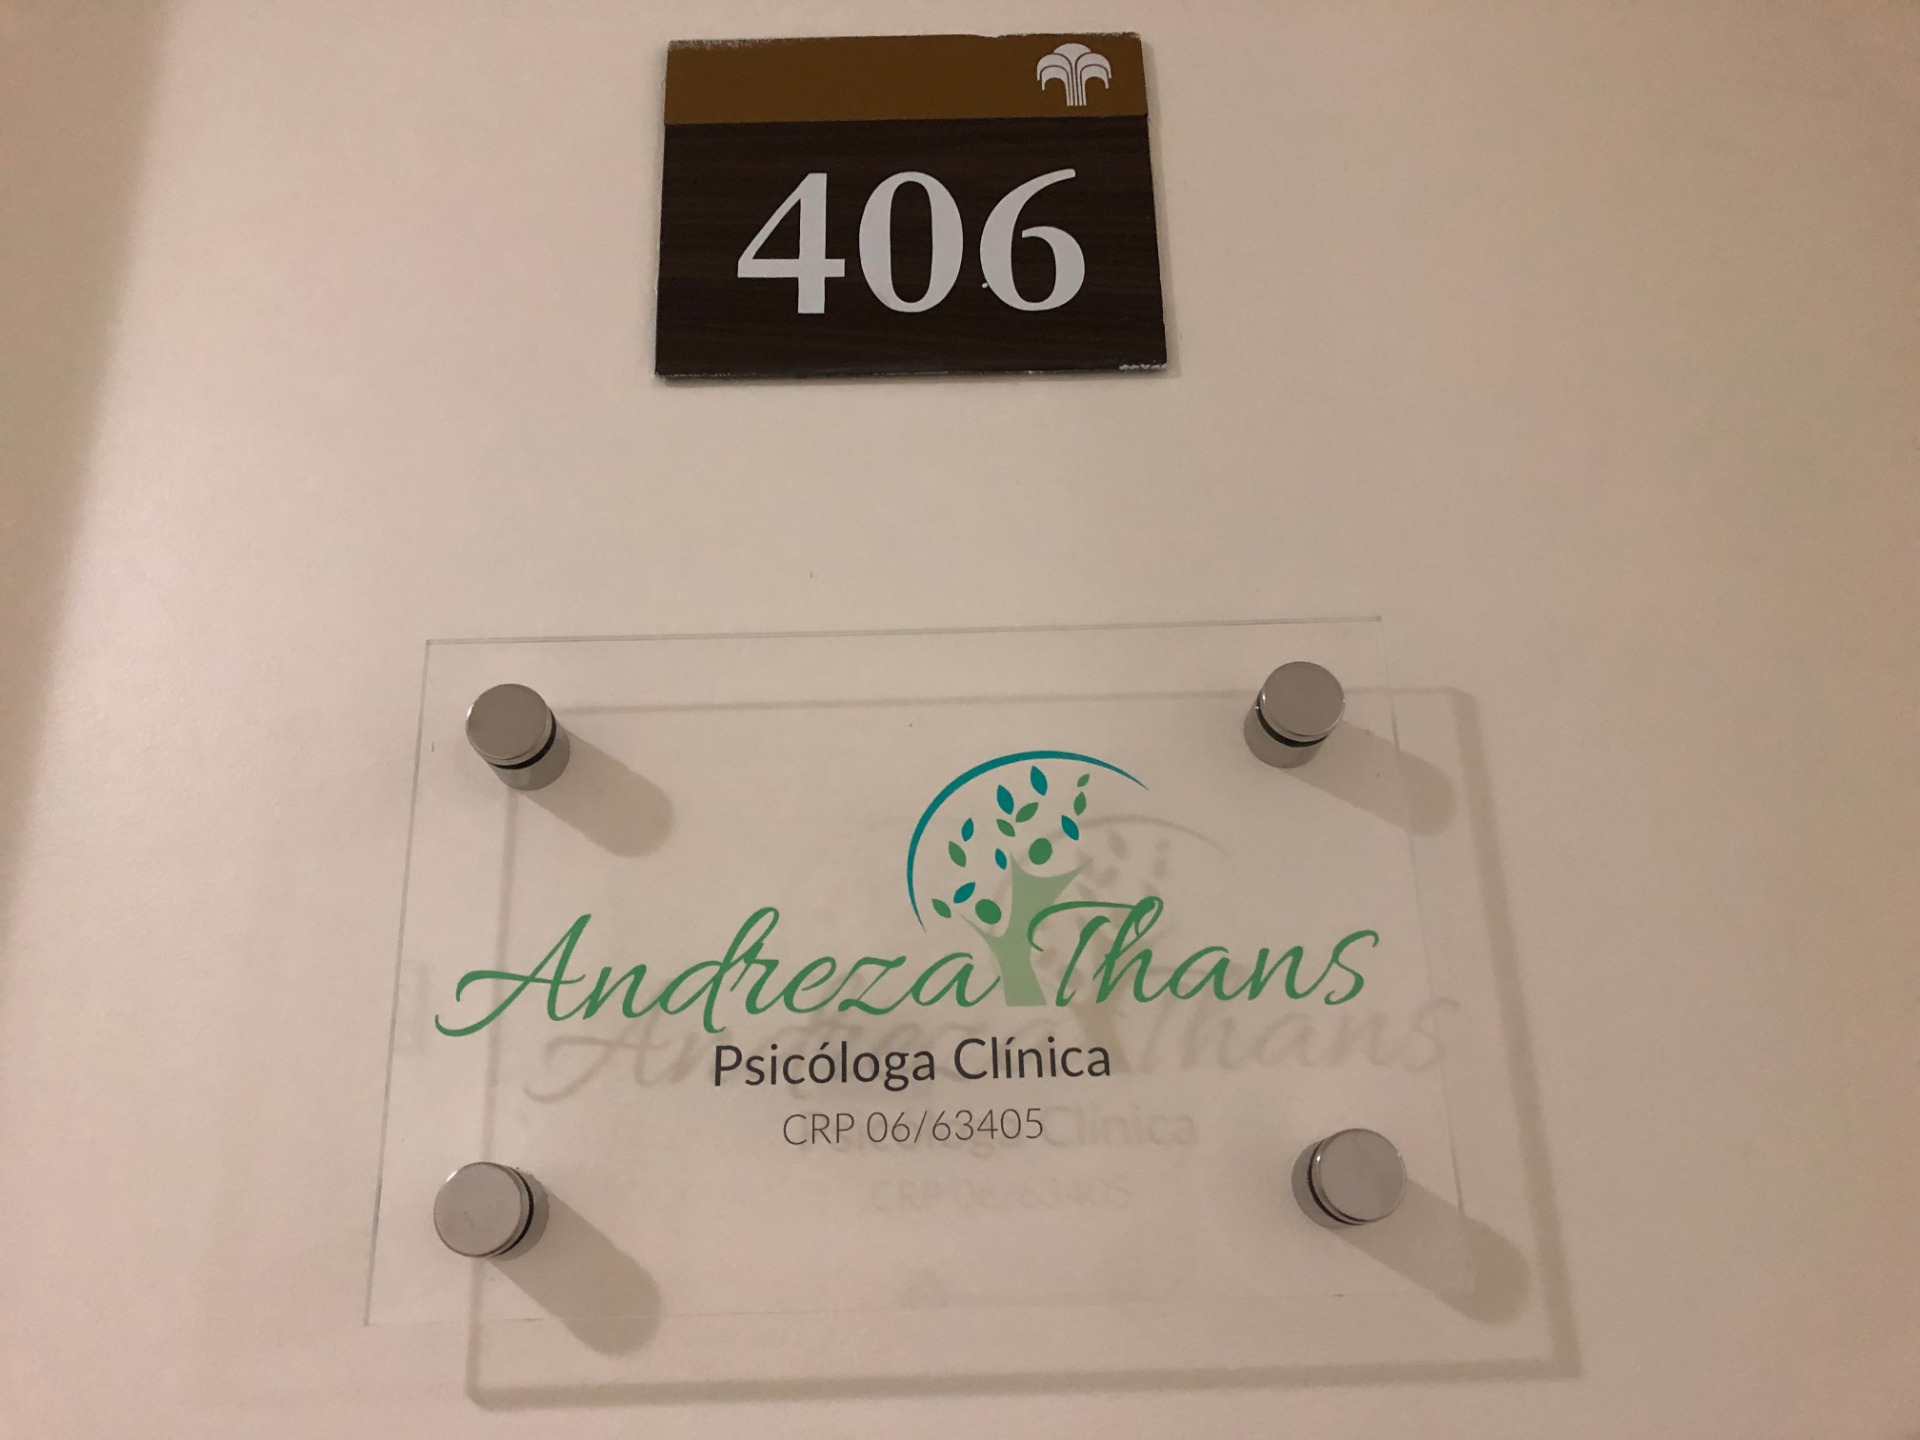 406
Andreza Thans
Psicóloga Clínica
CRP 06/63405